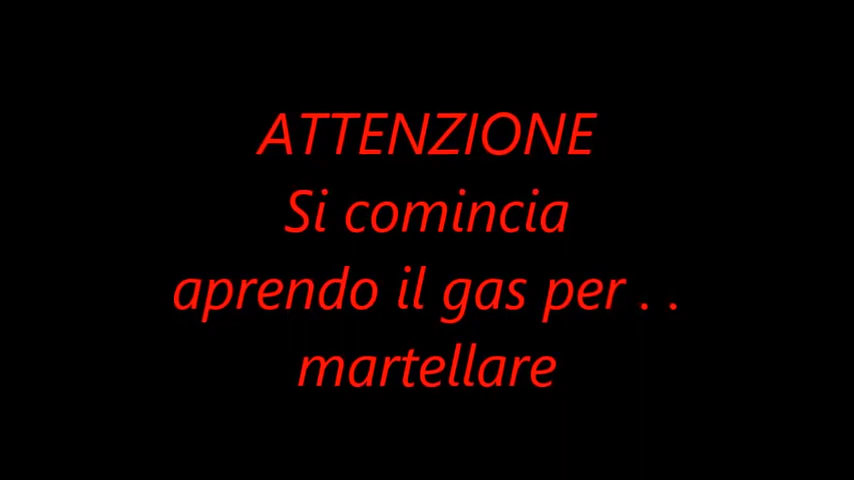 ATTENZIONE
Si comincia
aprendo il gas per . .
martellare